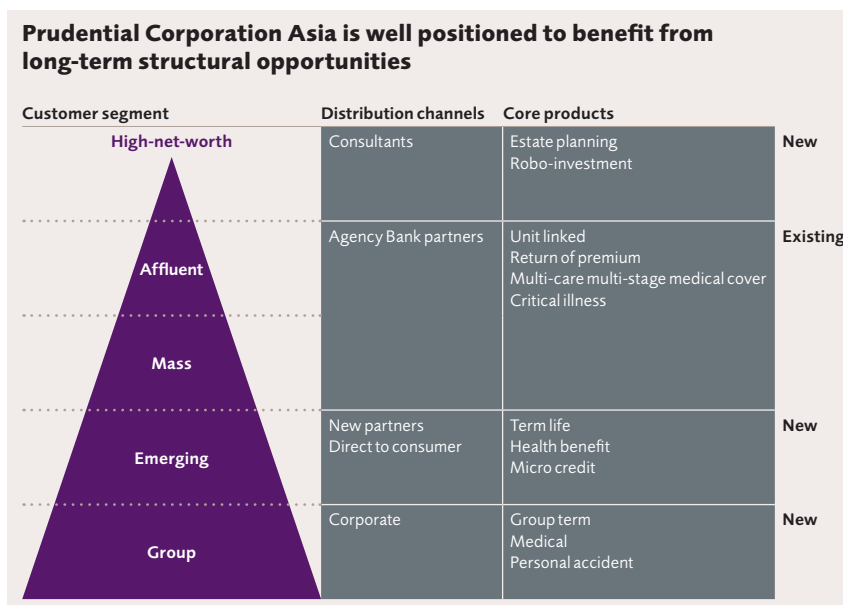 Prudential Corporation Asia is well positioned to benefit from
long-term structural opportunities
Customer segment
Distribution channels
Core products
High-net-worth
Consultants
Estate planning
Robo-investment
New
Affluent
Agency Bank partners
Unit linked
Return of premium
Multi-care multi-stage medical cover
Critical illness
Existing
Mass
Emerging
New partners
Direct to consumer
Term life
Health benefit
Micro credit
New
Group
Corporate
Group term
Medical
Personal accident
New